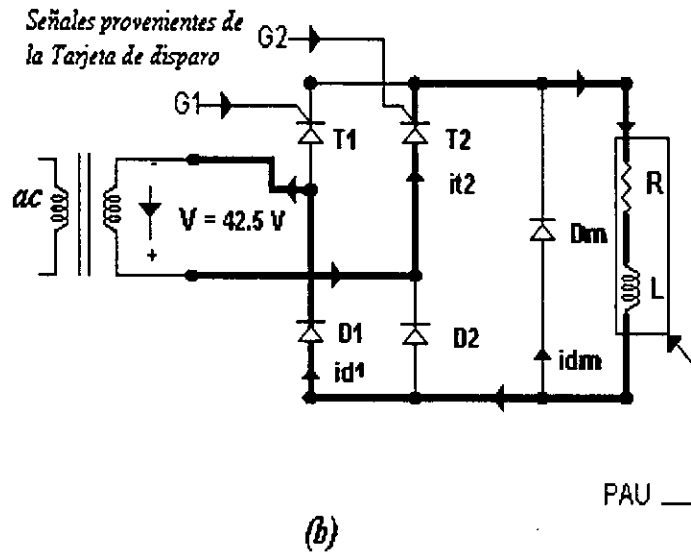 Señales provenientes de
la Tarjeta de disparo
G2
G1
T1
T2
ac
it2
R
V = 42.5 V
-
+
Dm
L
D1
D2
id1
idm
PAU
(b)